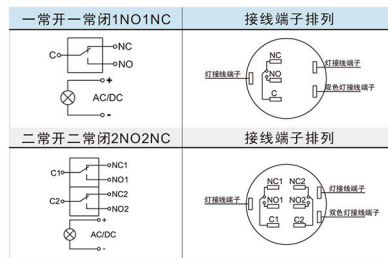 一常开一常闭1NO1NC
接线端子排列
C
NC
NO
+
AC/DC
-
NC
灯接线端子
灯接线端子
NO
双色灯接线端子
C
二常开二常闭2NO2NC
接线端子排列
NC1
C1
NO1
NC2
C2
NO2
+
AC/DC
-
NC1 NC2
灯接线端子
灯接线端子
NO1 NO2
双色灯接线端子
C1 C2